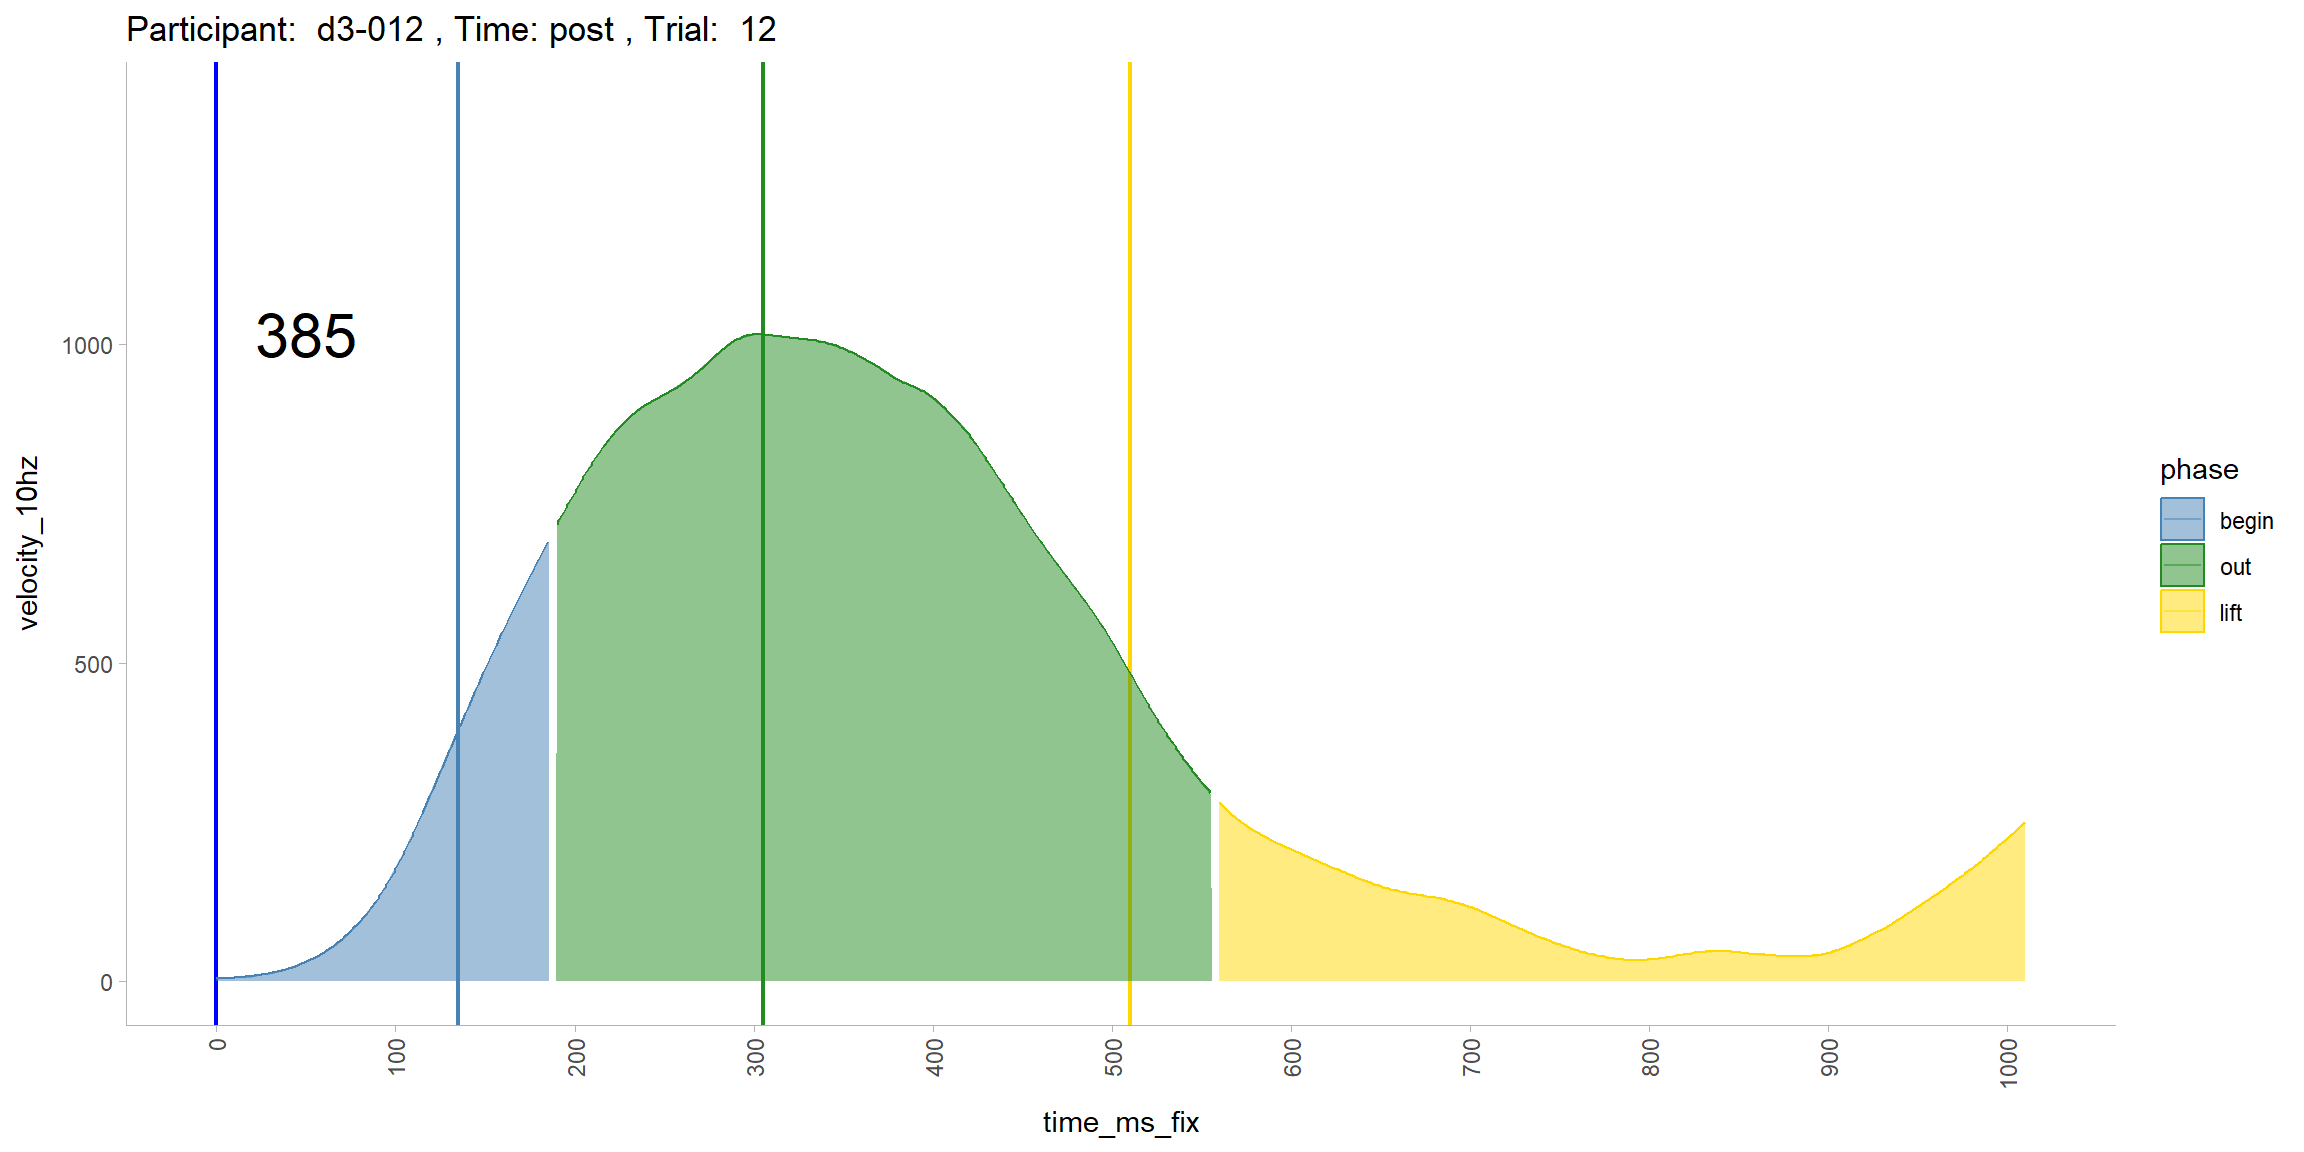 Participant:  d3-012 , Time: post , Trial:  12
385
1000
500
0
velocity_10hz
0
100
200
300
400
500
600
700
800
900
1000
time_ms_fix
phase
begin
out
lift